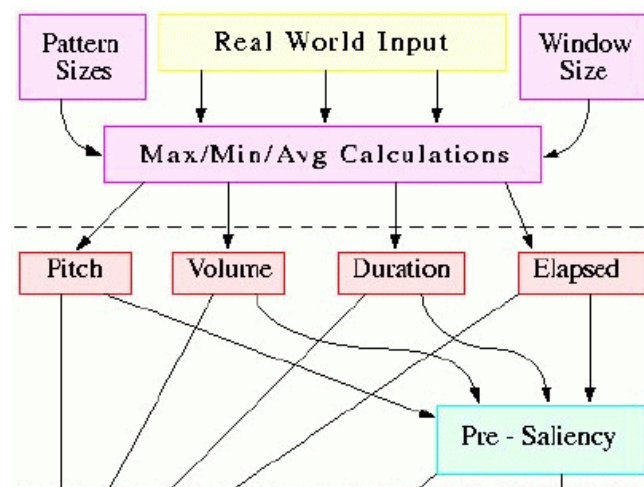 Pattern
Sizes
Real World Input
Window
Size
Max/Min/Avg Calculations
Pitch
Volume
Duration
Elapsed
Pre - Saliency